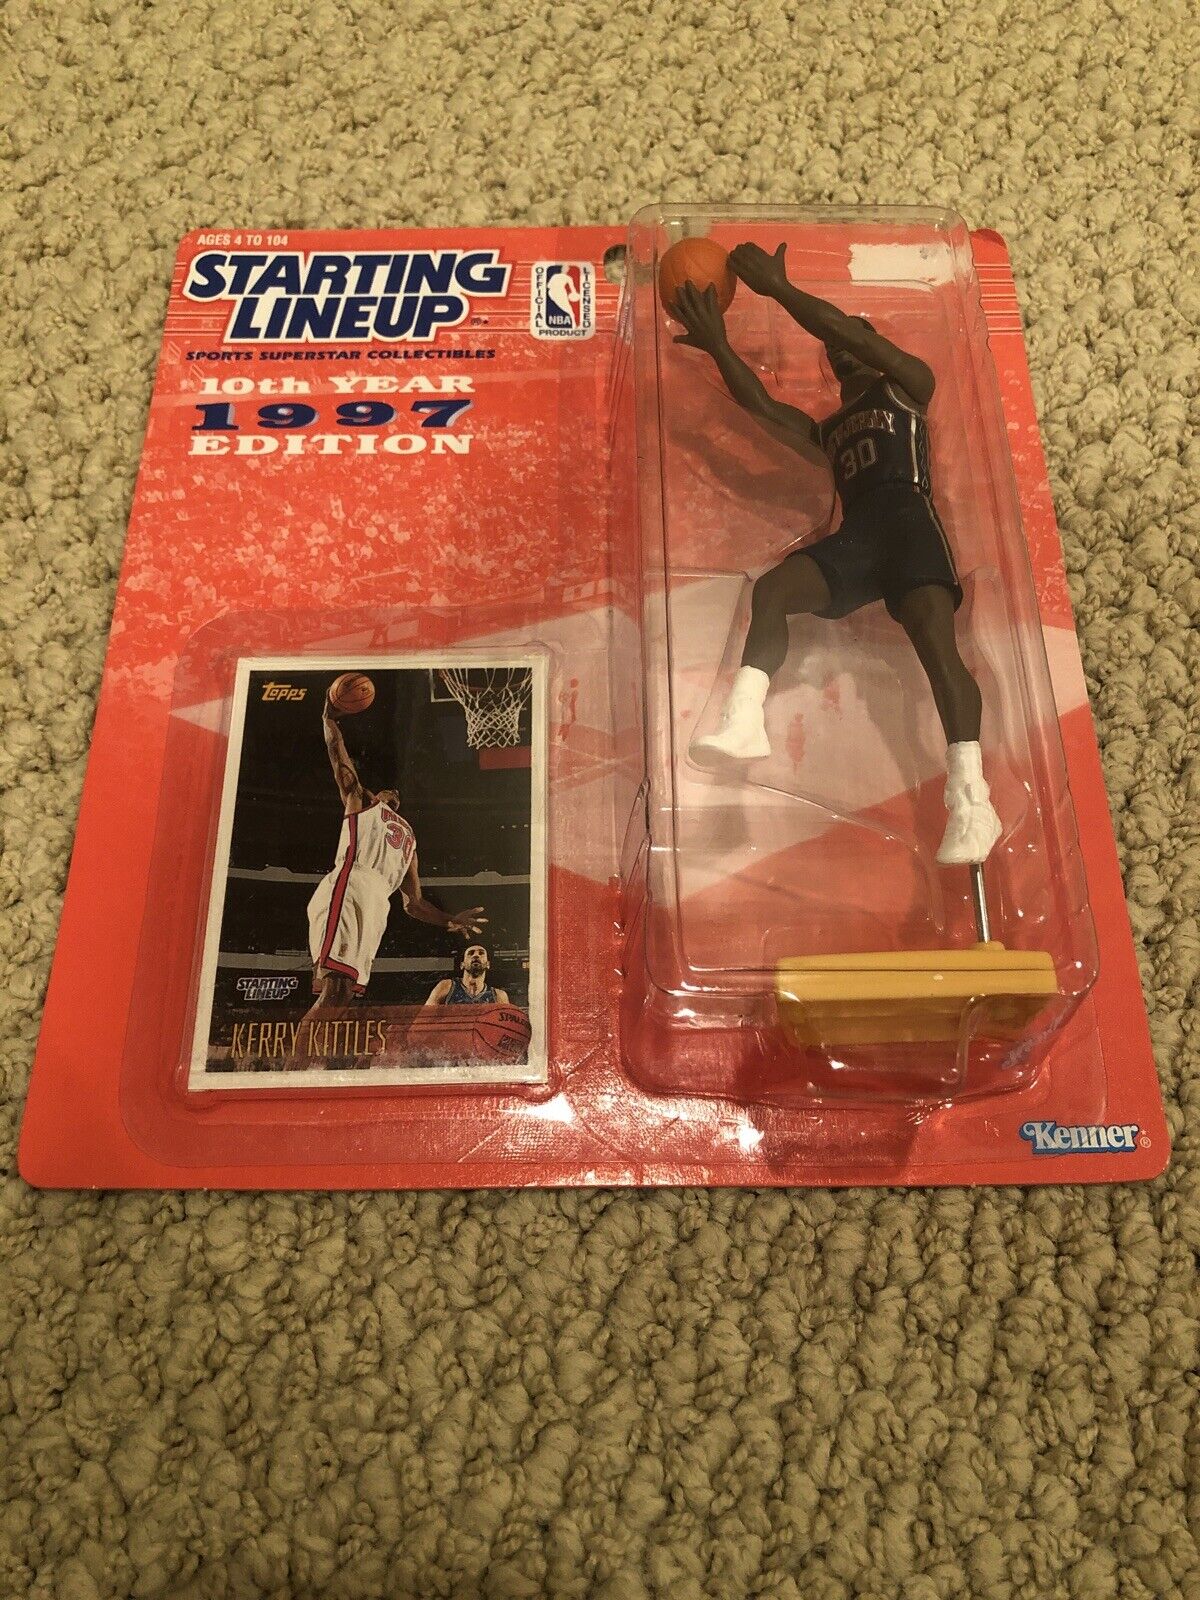 AGES 4 TO 104
STARTING
LINEUP
SPORTS SUPERSTAR COLLECTIBLES
10th YEAR
1997
EDITION
OFFICIAL
LICENSED
NBA
PRODUCT
30
Topps
30
STARTING
LINEUP
KERRY KITTLES
Kenner